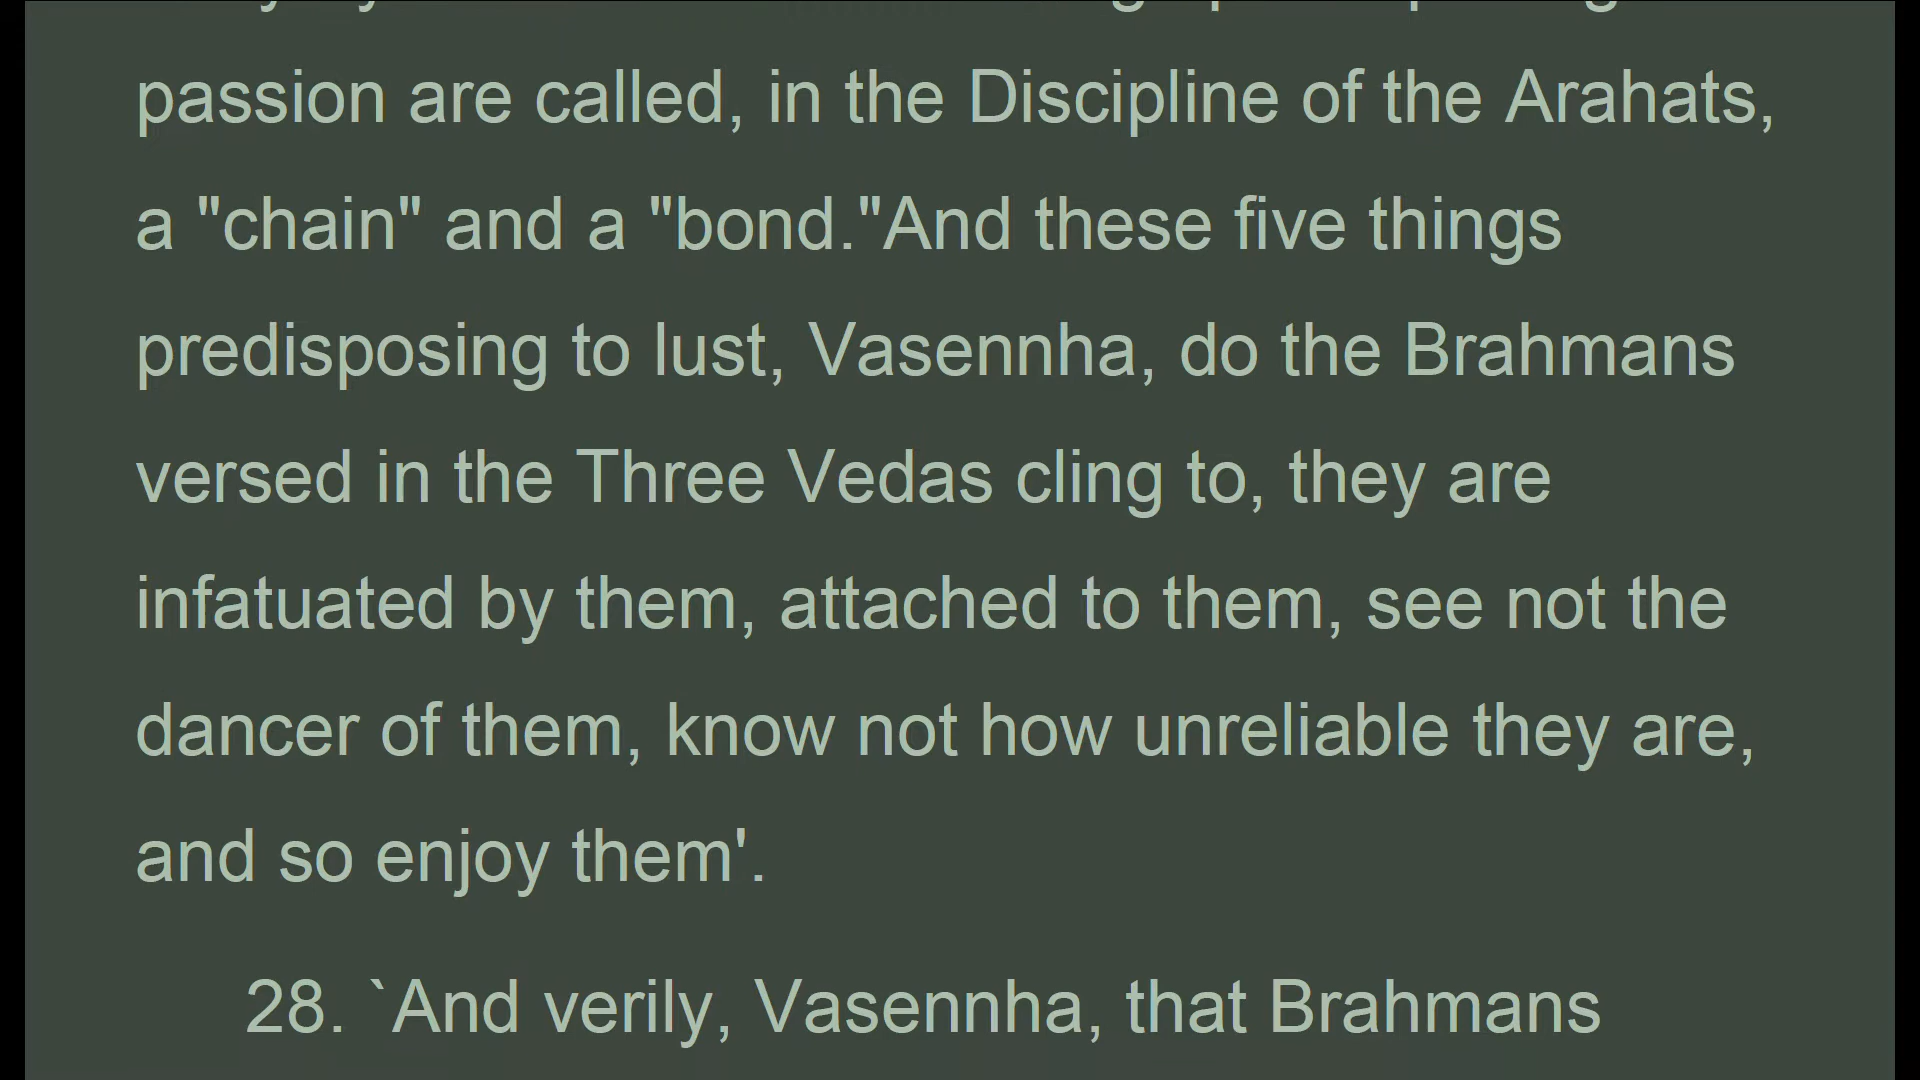 passion are called, in the Discipline of the Arahats,
a "chain" and a "bond."And these five things
predisposing to lust, Vasennha, do the Brahmans
versed in the Three Vedas cling to, they are
infatuated by them, attached to them, see not the
dancer of them, know not how unreliable they are,
and so enjoy them'.
28. `And verily, Vasennha, that Brahmans